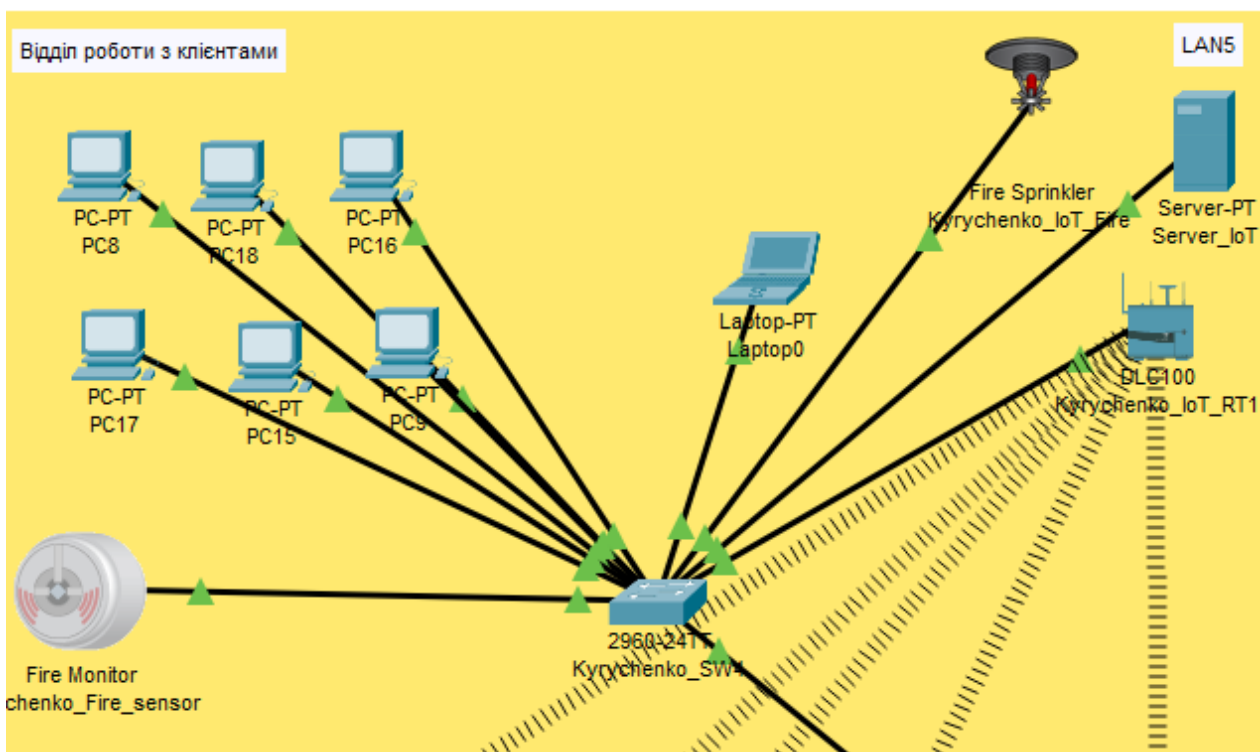 Відділ роботи з клієнтами
LAN5
PC-PT
PC8
PC-PT
PC18
PC-PT
PC16
Fire Sprinkler
Kyrychenko_IoT_Fire
Server-PT
Server_IoT
PC-PT
PC17
PC-PT
PC15
PC-PT
PC9
Laptop-PT
Laptop0
DLC100
Kyrychenko_IoT_RT1
2960-24TT
Kyrychenko_SW4
Fire Monitor
chenko_Fire_sensor